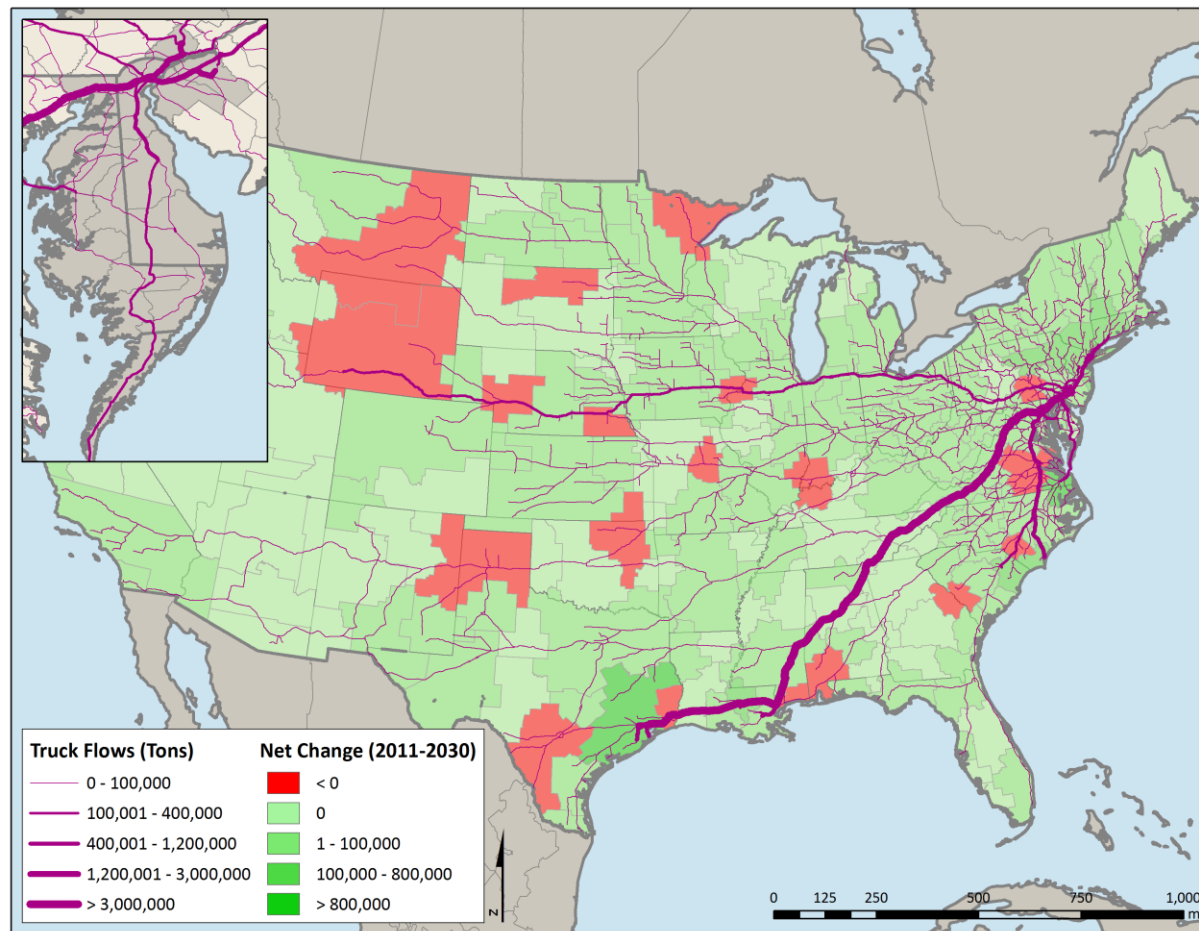 Truck Flows (Tons)
0 - 100,000
100,001 - 400,000
400,001 - 1,200,000
1,200,001 - 3,000,000
> 3,000,000
Net Change (2011-2030)
< 0
0
1 - 100,000
100,000 - 800,000
> 800,000
N
0 125 250 500 750 1,000
m